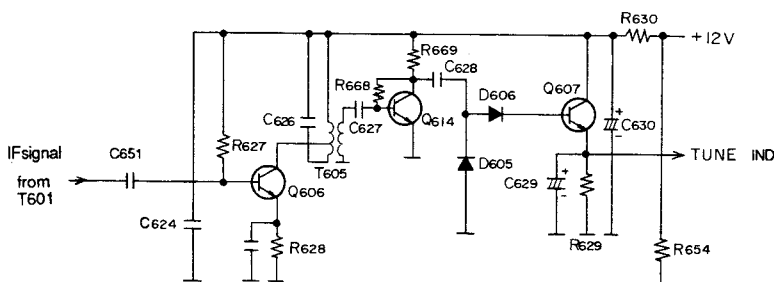 R630
+12V
R669
C628
R668
Q607
D606
C626
C627
Q614
C630
IFsignal
from
T601
C651
R627
T605
D605
TUNE IND
Q606
C629
C624
R628
R629
R654
+
-
+
-